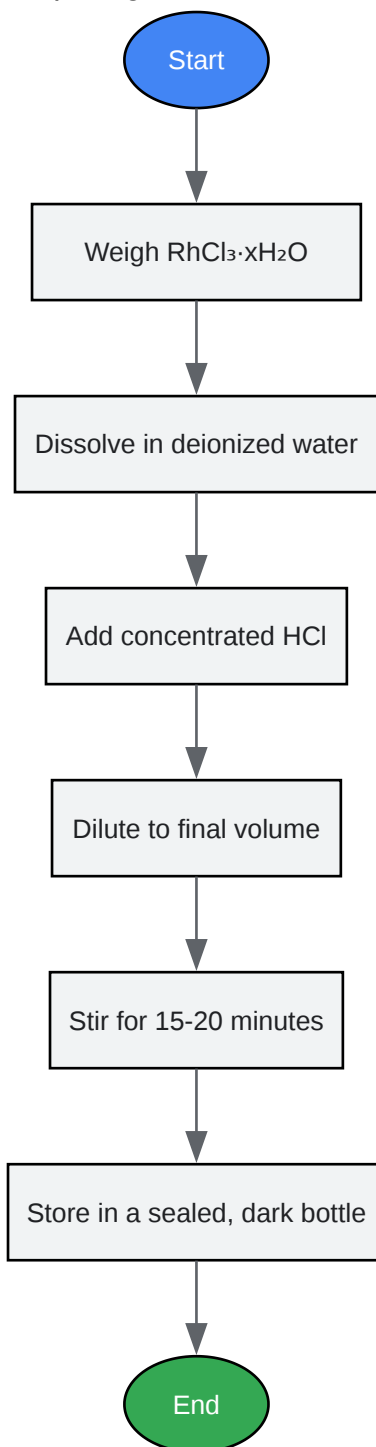 Start
Weigh RhCl₃·xH₂O
Dissolve in deionized water
Add concentrated HCl
Dilute to final volume
Stir for 15-20 minutes
Store in a sealed, dark bottle
End